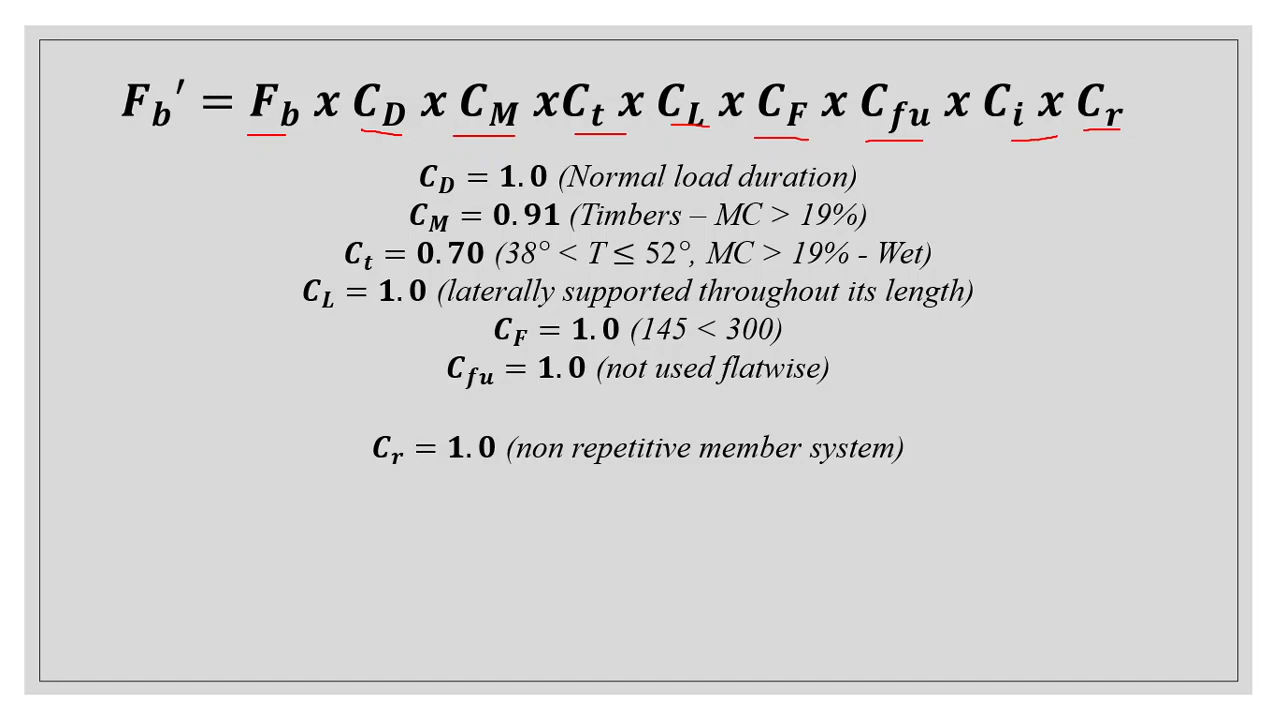 F_b' = F_b x C_D x C_M xC_t x C_L x C_F x C_fu x C_i x C_r
C_D = 1.0 (Normal load duration)
C_M = 0.91 (Timbers – MC > 19%)
C_t = 0.70 (38° < T ≤ 52°, MC > 19% - Wet)
C_L = 1.0 (laterally supported throughout its length)
C_F = 1.0 (145 < 300)
C_fu = 1.0 (not used flatwise)
C_r = 1.0 (non repetitive member system)